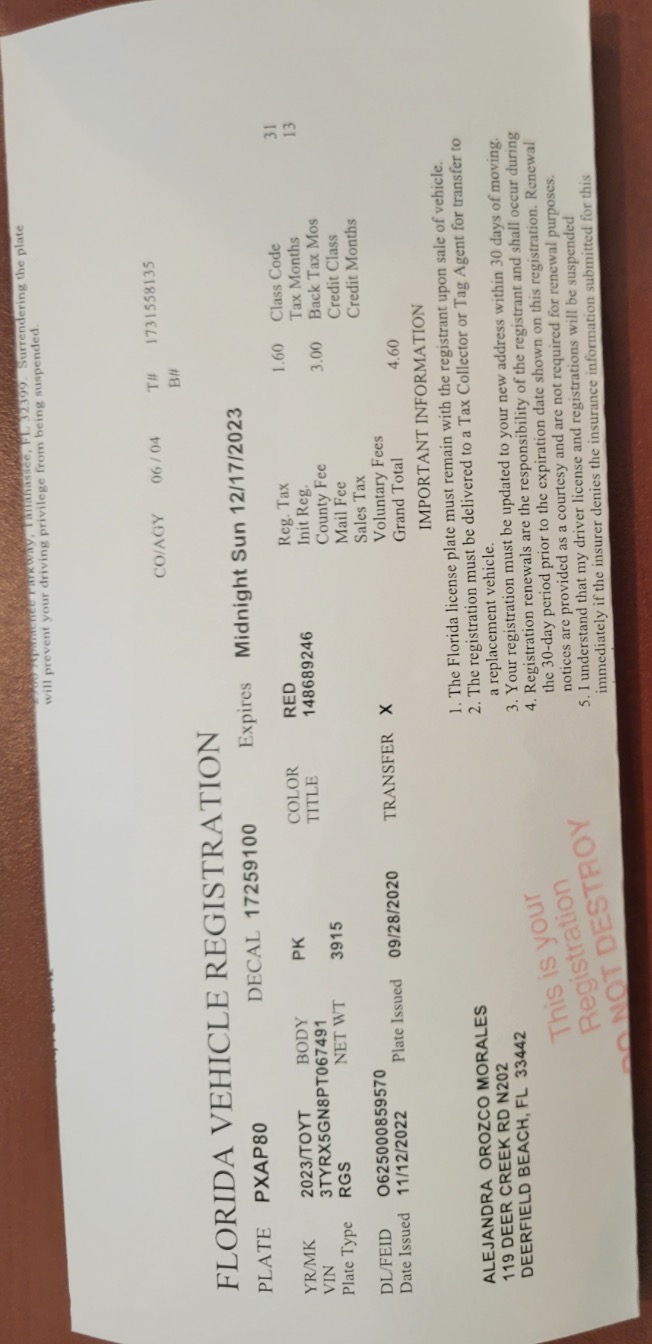 Parkway, Tallahassee, FL 32399. Surrendering the plate
will prevent your driving privilege from being suspended.
CO/AGY 06 / 04 T# 1731558135
B#
FLORIDA VEHICLE REGISTRATION
PLATE PXAP80 DECAL 17259100 Expires Midnight Sun 12/17/2023
YR/MK 2023/TOYT BODY PK COLOR RED Reg. Tax 1.60 Class Code 31
VIN 3TYRX5GN8PT067491 TITLE 148689246 Init Reg. Tax Months 13
Plate Type RGS NET WT 3915 County Fee 3.00 Back Tax Mos
Mail Fee Credit Class
Sales Tax Credit Months
DL/FEID O625000859570 Voluntary Fees
Date Issued 11/12/2022 Plate Issued 09/28/2020 TRANSFER X Grand Total 4.60
IMPORTANT INFORMATION
1. The Florida license plate must remain with the registrant upon sale of vehicle.
2. The registration must be delivered to a Tax Collector or Tag Agent for transfer to
a replacement vehicle.
3. Your registration must be updated to your new address within 30 days of moving.
4. Registration renewals are the responsibility of the registrant and shall occur during
the 30-day period prior to the expiration date shown on this registration. Renewal
notices are provided as a courtesy and are not required for renewal purposes.
5. I understand that my driver license and registrations will be suspended
immediately if the insurer denies the insurance information submitted for this
ALEJANDRA OROZCO MORALES
119 DEER CREEK RD N202
DEERFIELD BEACH, FL 33442
This is your
Registration
DO NOT DESTROY